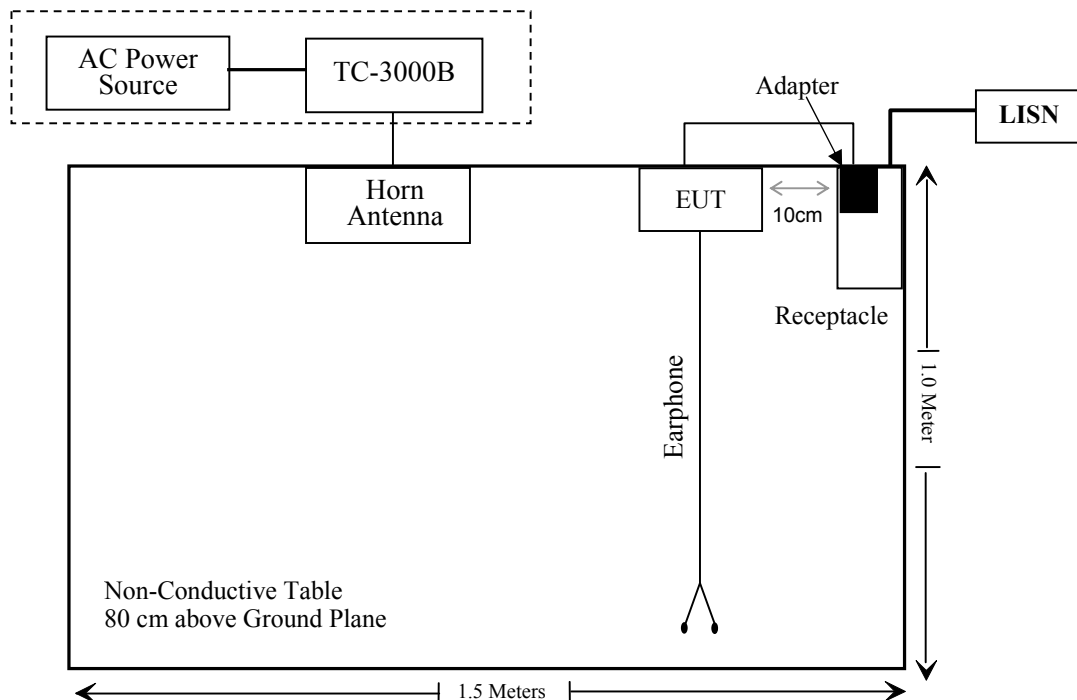 AC Power
Source
TC-3000B
Adapter
LISN
Horn
Antenna
EUT
10cm
Receptacle
Earphone
1.0 Meter
Non-Conductive Table
80 cm above Ground Plane
1.5 Meters